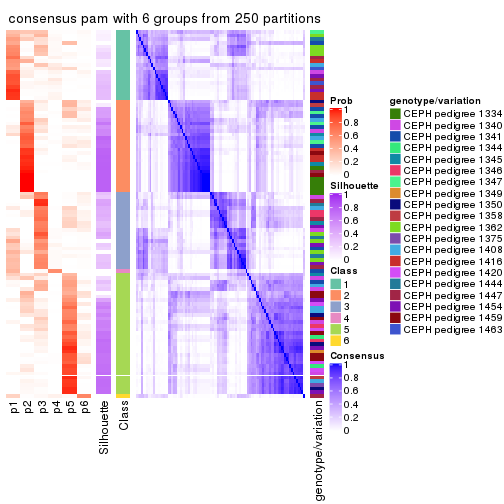 consensus pam with 6 groups from 250 partitions
Prob
1
0.8
0.6
0.4
0.2
0
Silhouette
1
0.8
0.6
0.4
0.2
0
Class
1
2
3
4
5
6
Consensus
1
0.8
0.6
0.4
0.2
0
genotype/variation
CEPH pedigree 1334
CEPH pedigree 1340
CEPH pedigree 1341
CEPH pedigree 1344
CEPH pedigree 1345
CEPH pedigree 1346
CEPH pedigree 1347
CEPH pedigree 1349
CEPH pedigree 1350
CEPH pedigree 1358
CEPH pedigree 1362
CEPH pedigree 1375
CEPH pedigree 1408
CEPH pedigree 1416
CEPH pedigree 1420
CEPH pedigree 1444
CEPH pedigree 1447
CEPH pedigree 1454
CEPH pedigree 1459
CEPH pedigree 1463
p1
p2
p3
p4
p5
p6
Silhouette
Class
genotype/variation